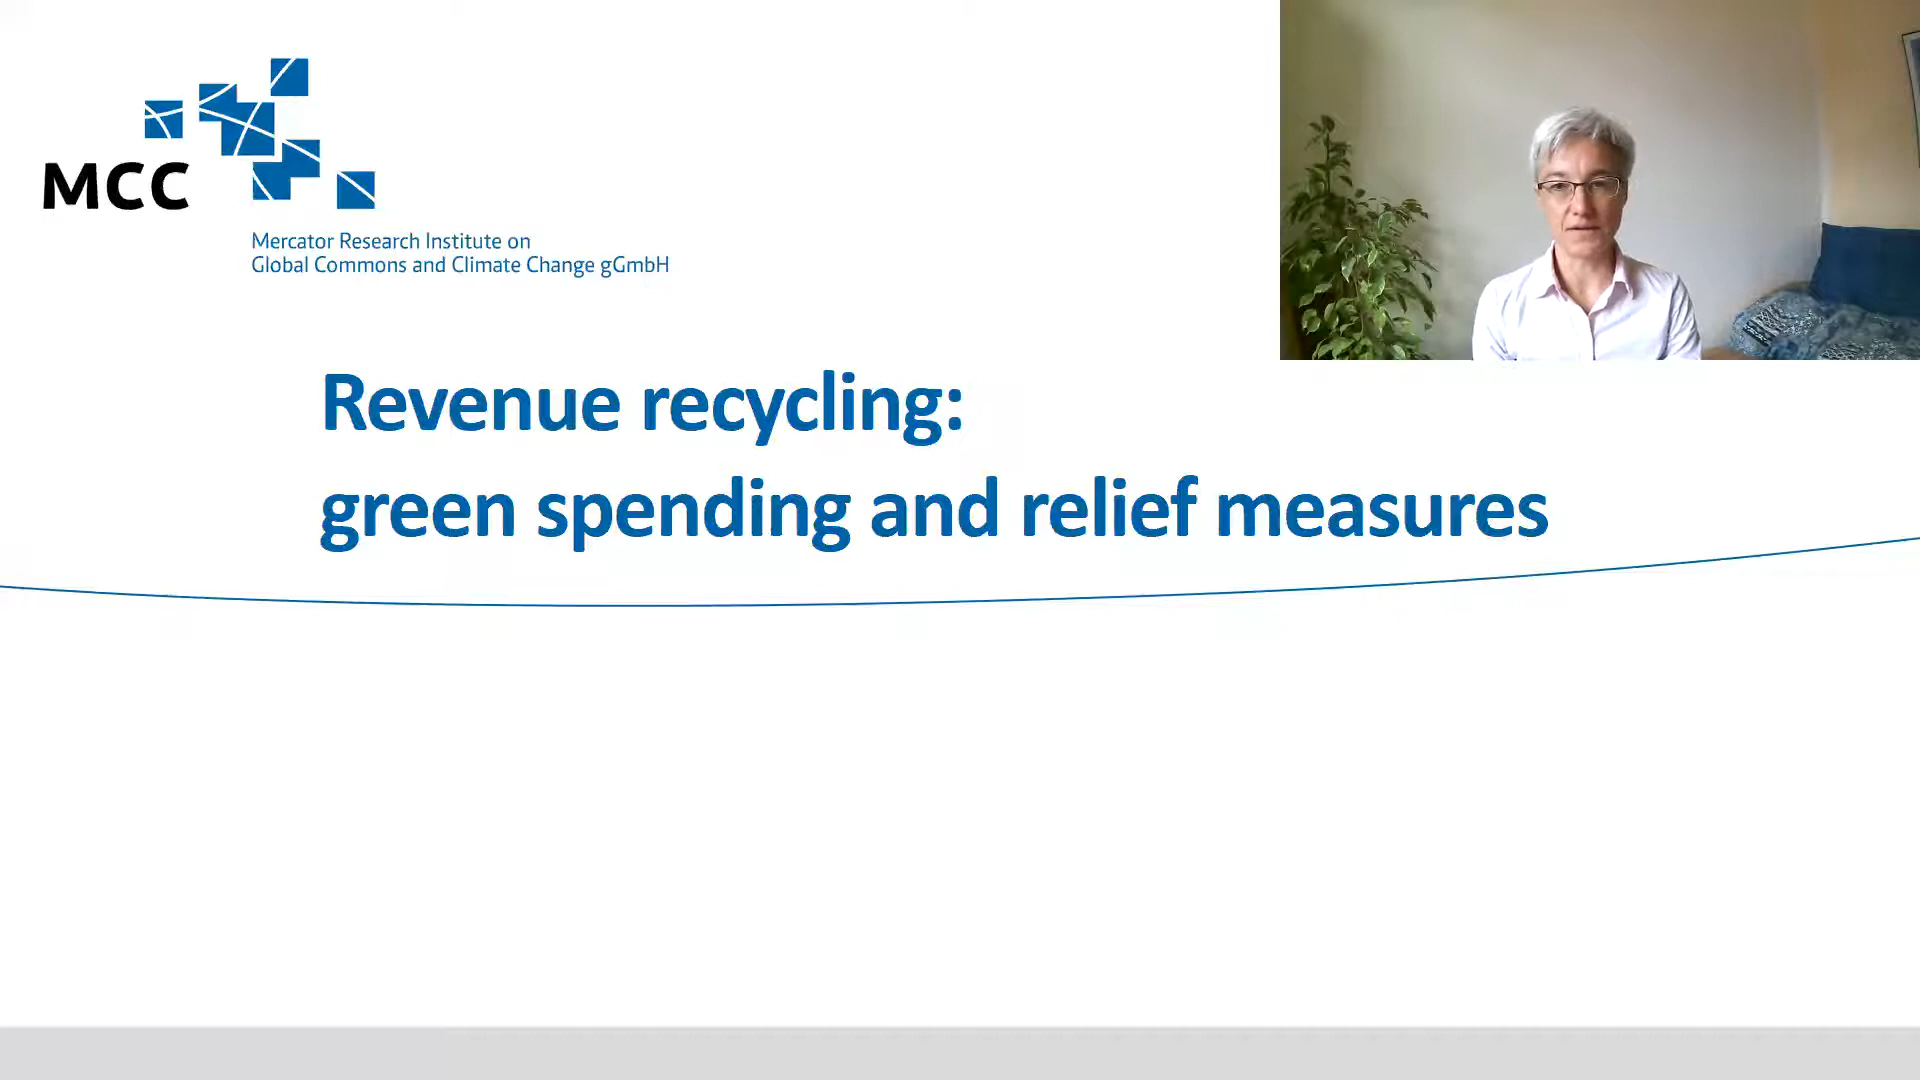 MCC
Mercator Research Institute on
Global Commons and Climate Change gGmbH
Revenue recycling:
green spending and relief measures